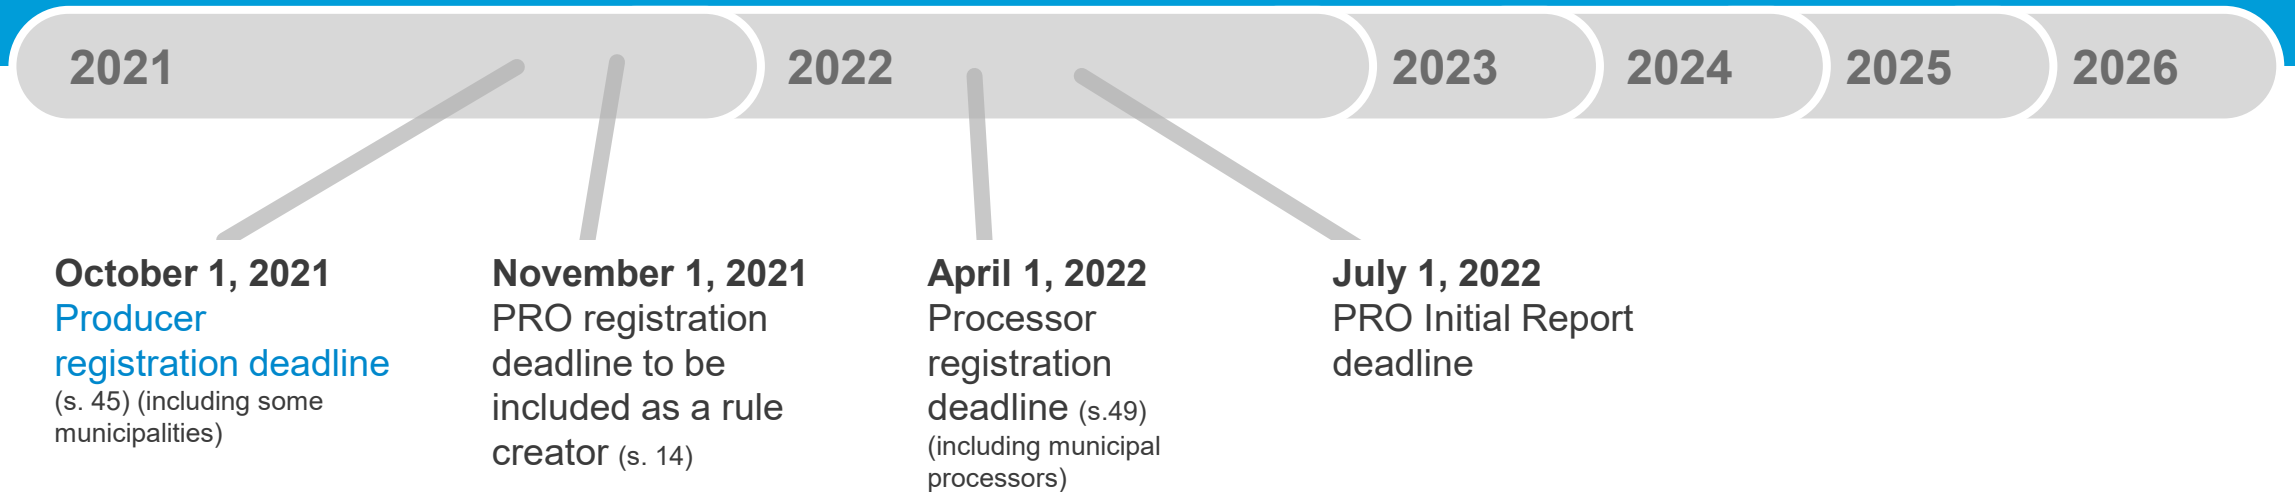 2021
2022
2023
2024
2025
2026
October 1, 2021
Producer
registration deadline
(s. 45) (including some
municipalities)
November 1, 2021
PRO registration
deadline to be
included as a rule
creator (s. 14)
April 1, 2022
Processor
registration
deadline (s.49)
(including municipal
processors)
July 1, 2022
PRO Initial Report
deadline